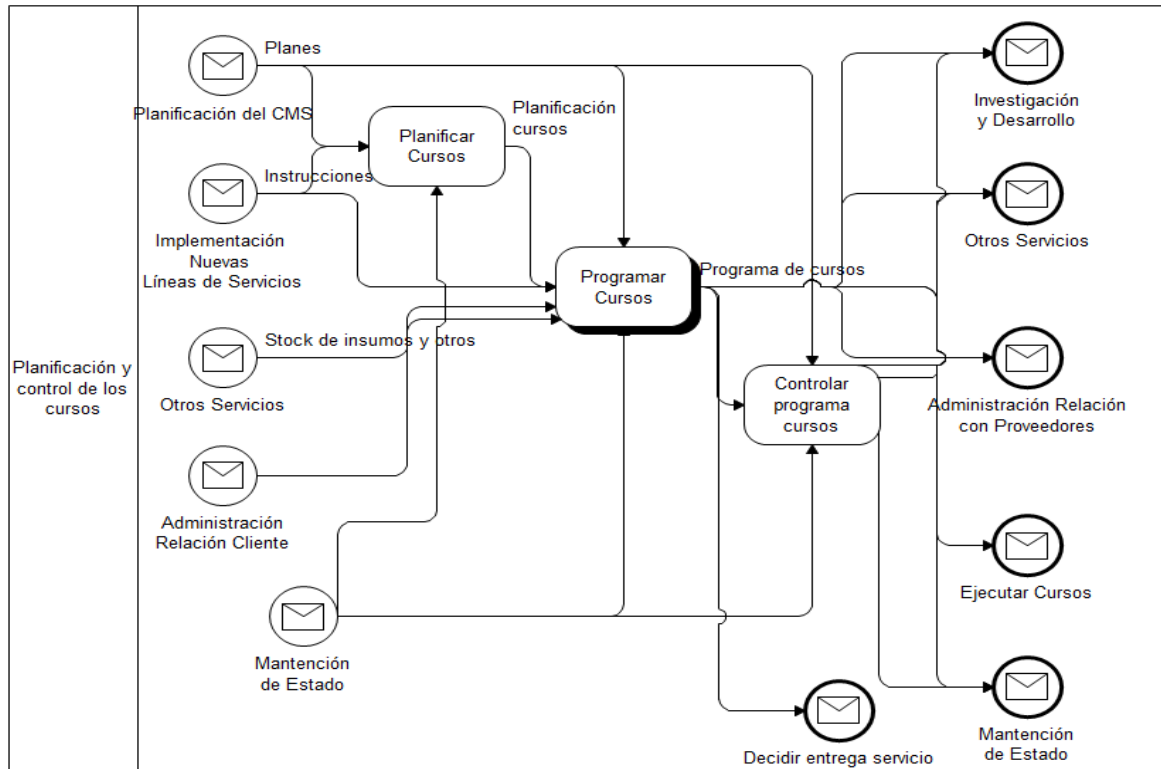 Planificación y
control de los
cursos
Planes
Planificación del CMS
Instrucciones
Implementación
Nuevas
Líneas de Servicios
Stock de insumos y otros
Otros Servicios
Administración
Relación Cliente
Mantención
de Estado
Planificar
Cursos
Planificación
cursos
Programar
Cursos
Programa de cursos
Controlar
programa
cursos
Decidir entrega servicio
Investigación
y Desarrollo
Otros Servicios
Administración Relación
con Proveedores
Ejecutar Cursos
Mantención
de Estado